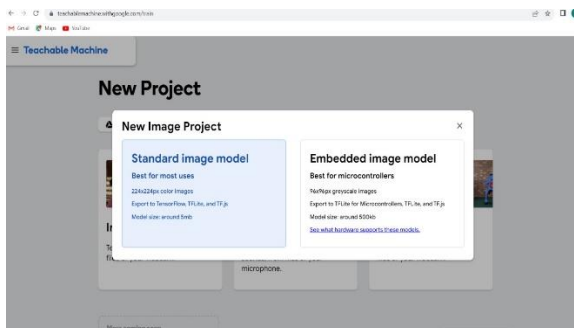 teachablemachine.withgoogle.com/train
Gmail Maps YouTube
Teachable Machine
New Project
New Image Project
Standard image model
Best for most uses
224x224px color images
Export to TensorFlow, TFLite, and TF.js
Model size: around 5mb
Embedded image model
Best for microcontrollers
96x96px greyscale images
Export to TFLite for Microcontrollers, TFLite, and TF.js
Model size: around 500kb
See what hardware supports these models.
microphone.